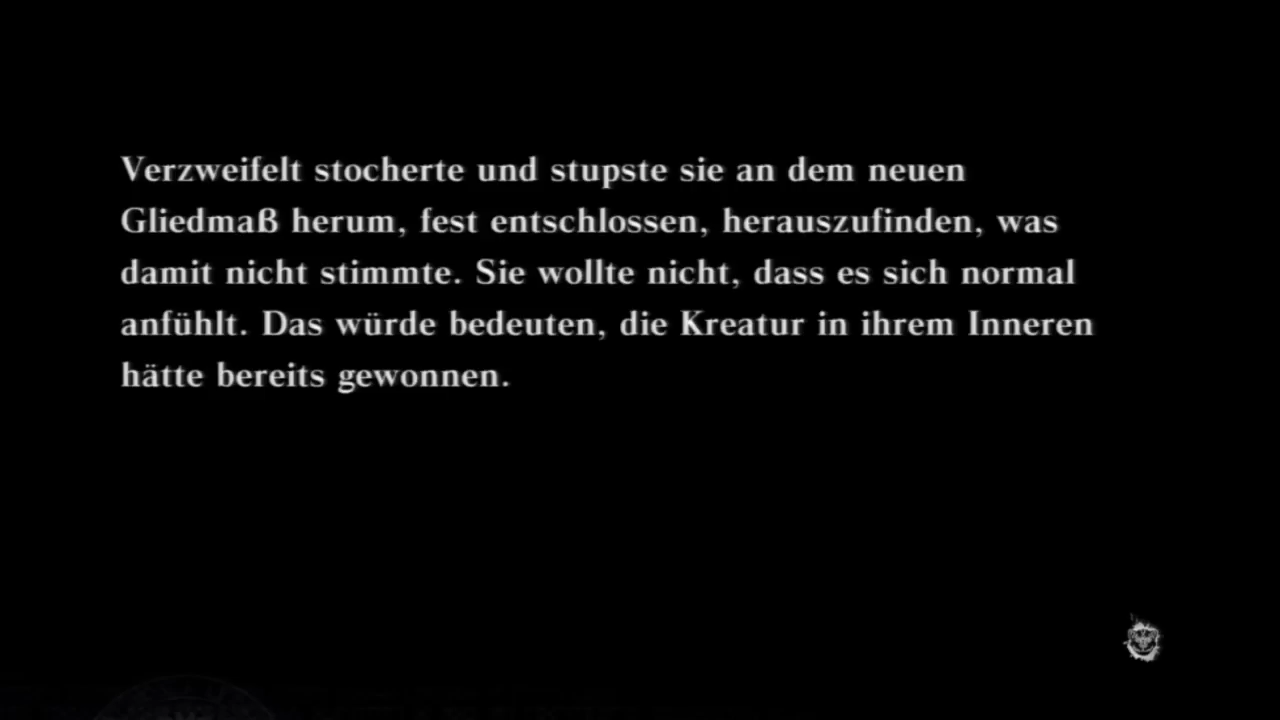 Verzweifelt stocherte und stupste sie an dem neuen
Gliedmaß herum, fest entschlossen, herauszufinden, was
damit nicht stimmte. Sie wollte nicht, dass es sich normal
anfühlt. Das würde bedeuten, die Kreatur in ihrem Inneren
hätte bereits gewonnen.